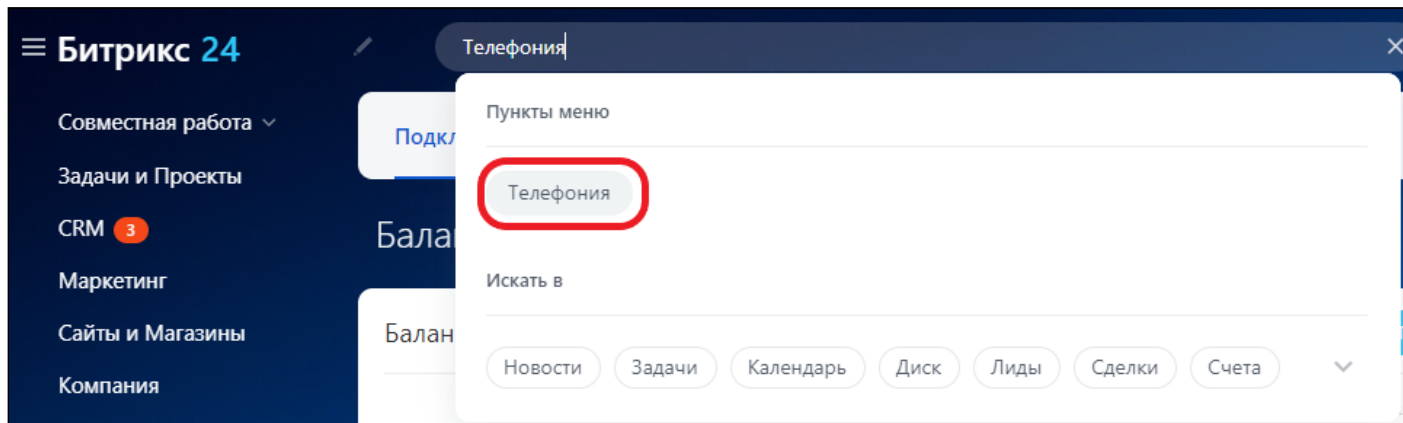 Битрикс 24
Телефония
Совместная работа
Задачи и Проекты
CRM 3
Маркетинг
Сайты и Магазины
Компания
Пункты меню
Телефония
Искать в
Новости Задачи Календарь Диск Лиды Сделки Счета